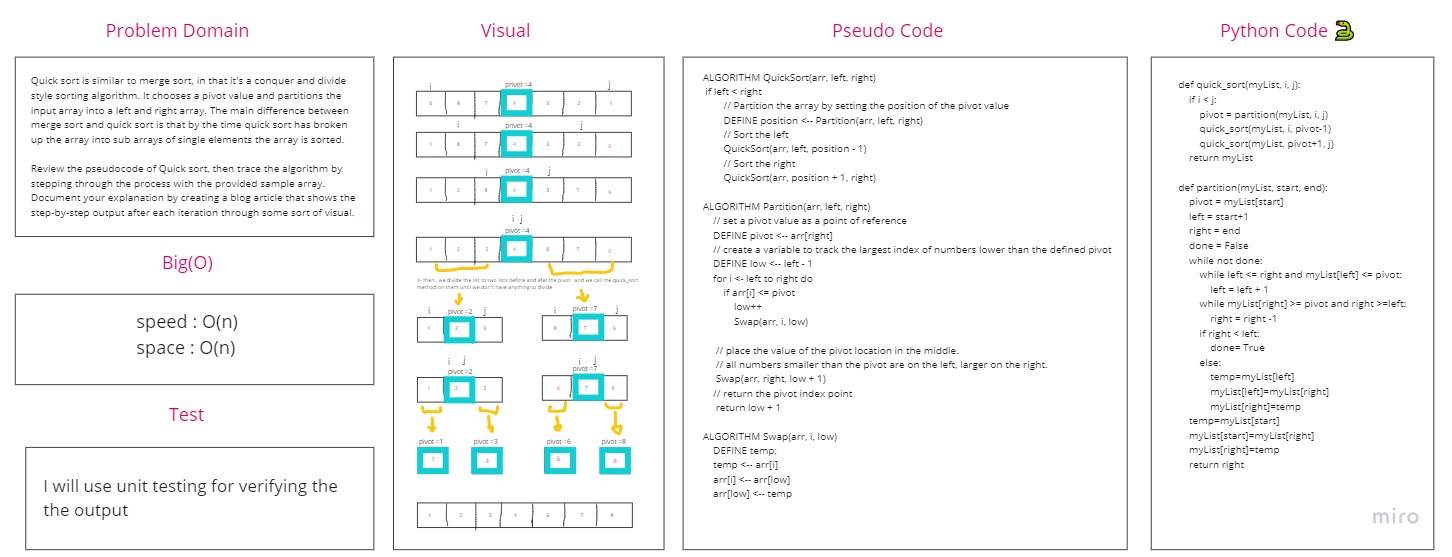 Problem Domain
Quick sort is similar to merge sort, in that it's a conquer and divide
style sorting algorithm. It chooses a pivot value and partitions the
input array into a left and right array. The main difference between
merge sort and quick sort is that by the time quick sort has broken
up the array into sub arrays of single elements the array is sorted.
Review the pseudocode of Quick sort, then trace the algorithm by
stepping through the process with the provided sample array.
Document your explanation by creating a blog article that shows the
step-by-step output after each iteration through some sort of visual.
Big(O)
speed : O(n)
space : O(n)
Test
I will use unit testing for verifying the
the output
Visual
i privot =4 j
6 8 7 4 3 2 1
i privot =4 j
1 8 7 4 3 2 6
i pivot =4 j
1 2 7 4 3 7 6
i j
pivot =4
1 2 3 4 8 7 6
then , we divide the list to two lists before and after the pivot and we call the quick_sort
method on them until we don't have anything to divide
i pivot =2 j
1 2 3
i pivot =7 j
8 7 6
i j
pivot =2
1 2 3
i j
pivot =7
6 7 8
pivot =1 pivot =3 pivot =6 pivot =8
1 3 6 8
1 2 3 4 6 7 8
Pseudo Code
ALGORITHM QuickSort(arr, left, right)
if left < right
// Partition the array by setting the position of the pivot value
DEFINE position <-- Partition(arr, left, right)
// Sort the left
QuickSort(arr, left, position - 1)
// Sort the right
QuickSort(arr, position + 1, right)
ALGORITHM Partition(arr, left, right)
// set a pivot value as a point of reference
DEFINE pivot <-- arr[right]
// create a variable to track the largest index of numbers lower than the defined pivot
DEFINE low <-- left - 1
for i <- left to right do
if arr[i] <= pivot
low++
Swap(arr, i, low)
// place the value of the pivot location in the middle.
// all numbers smaller than the pivot are on the left, larger on the right.
Swap(arr, right, low + 1)
// return the pivot index point
return low + 1
ALGORITHM Swap(arr, i, low)
DEFINE temp;
temp <-- arr[i]
arr[i] <-- arr[low]
arr[low] <-- temp
Python Code
def quick_sort(myList, i, j):
if i < j:
pivot = partition(myList, i, j)
quick_sort(myList, i, pivot-1)
quick_sort(myList, pivot+1, j)
return myList
def partition(myList, start, end):
pivot = myList[start]
left = start+1
right = end
done = False
while not done:
while left <= right and myList[left] <= pivot:
left = left + 1
while myList[right] >= pivot and right >=left:
right = right -1
if right < left:
done= True
else:
temp=myList[left]
myList[left]=myList[right]
myList[right]=temp
temp=myList[start]
myList[start]=myList[right]
myList[right]=temp
return right
miro